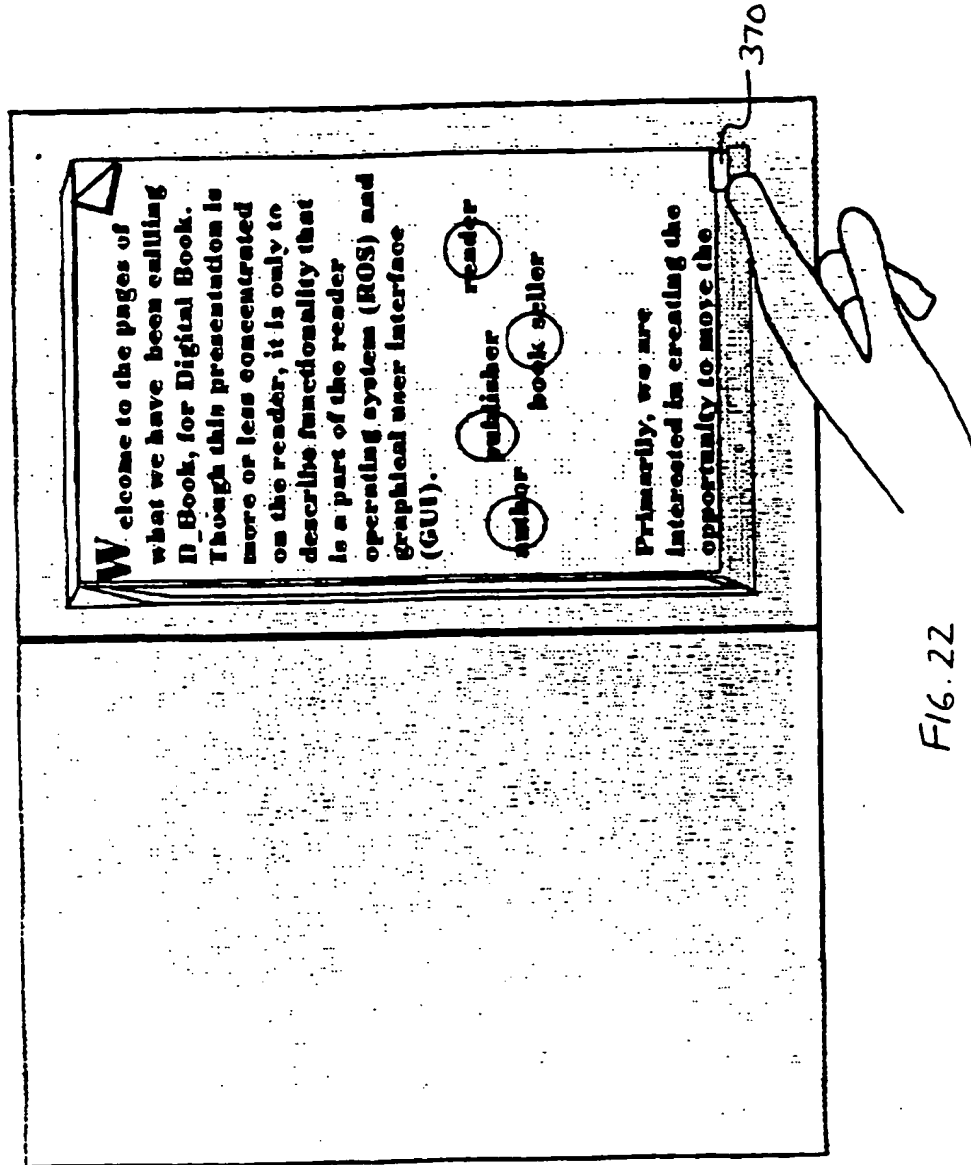 Welcome to the pages of
what we have been callling
D_Book, for Digital Book.
Though this presentation is
more or less concentrated
on the reader, it is only to
describe functionality that
is a part of the reader
operating system (ROS) and
graphical user interface
(GUI).
author
publisher
book seller
reader
Primarily, we are
interested in creating the
opportunity to move the
370
FIG. 22